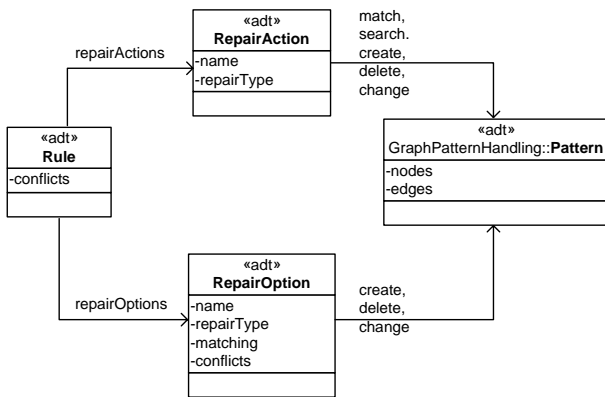 «adt»
RepairAction
-name
-repairType
match,
search.
create,
delete,
change
repairActions
«adt»
Rule
-conflicts
«adt»
GraphPatternHandling::Pattern
-nodes
-edges
repairOptions
«adt»
RepairOption
-name
-repairType
-matching
-conflicts
create,
delete,
change